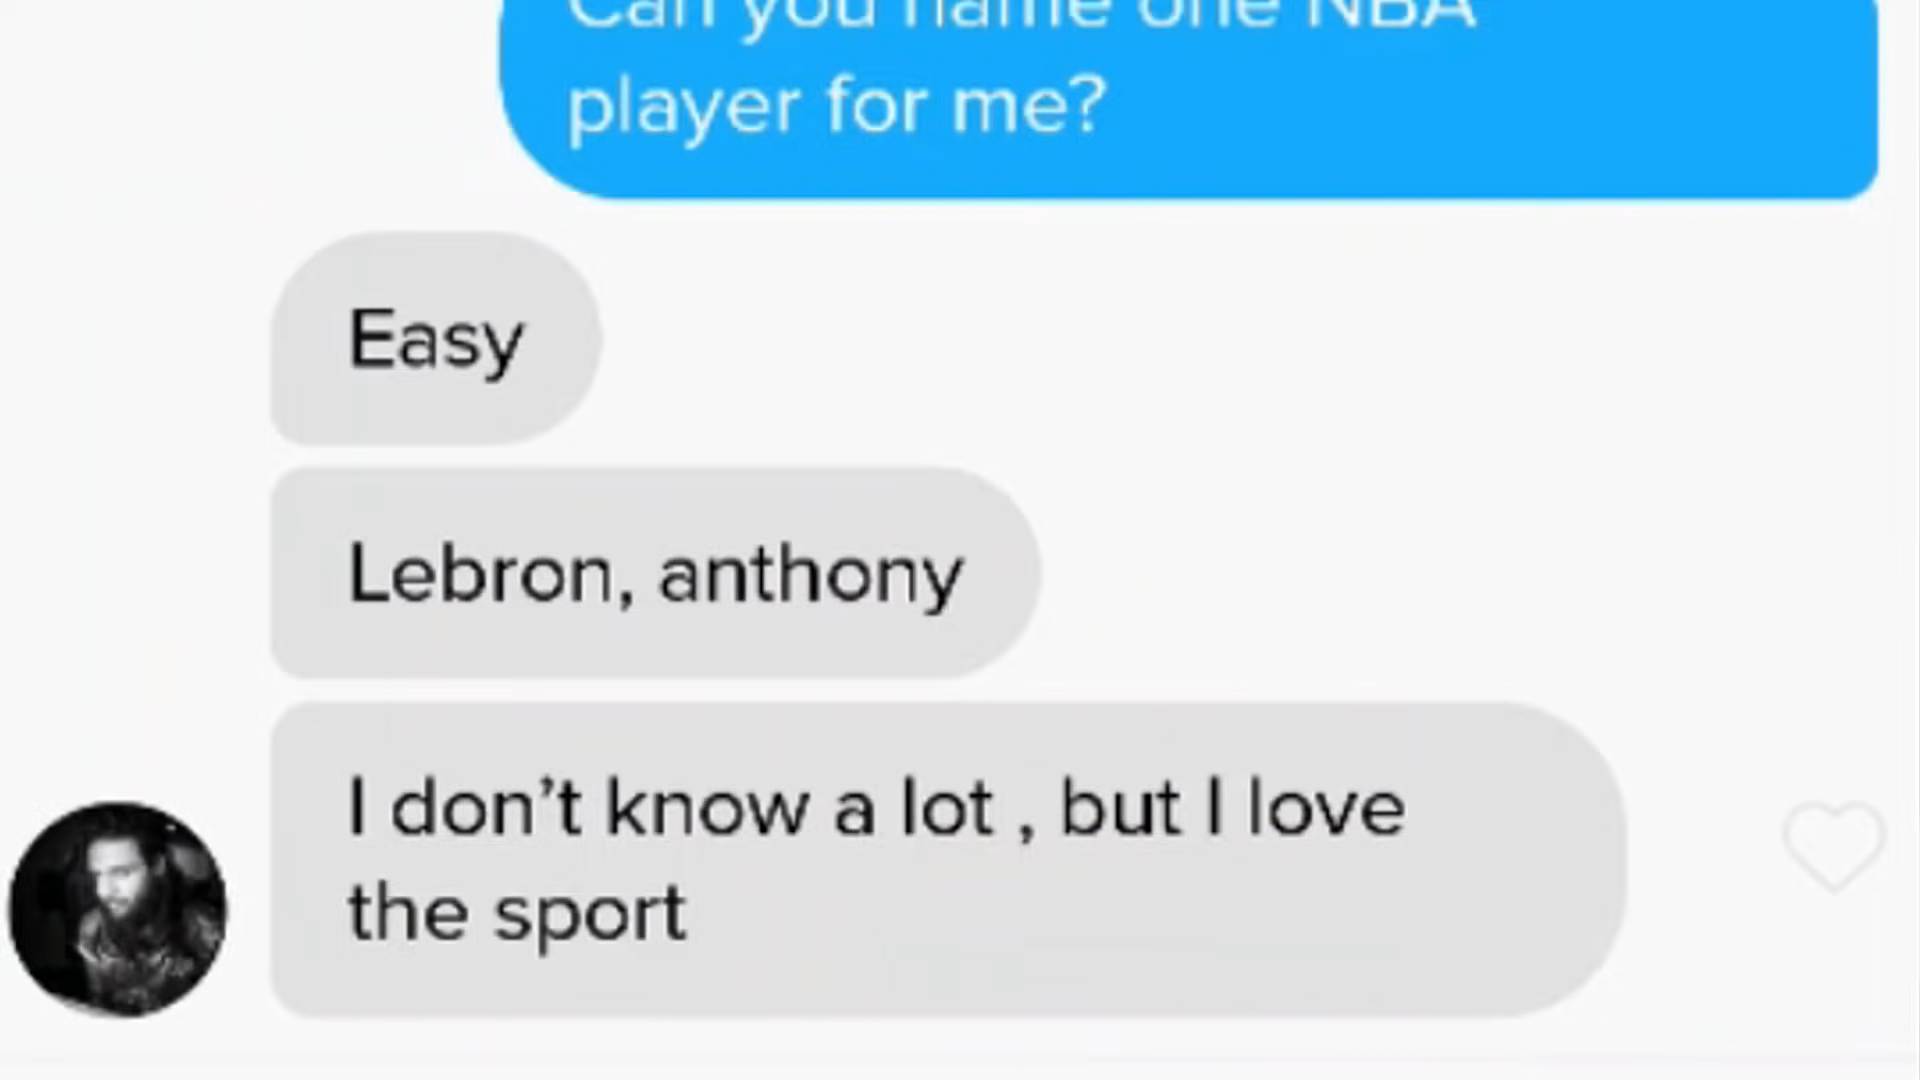 Can you name one NBA
player for me?
Easy
Lebron, anthony
I don't know a lot , but I love
the sport